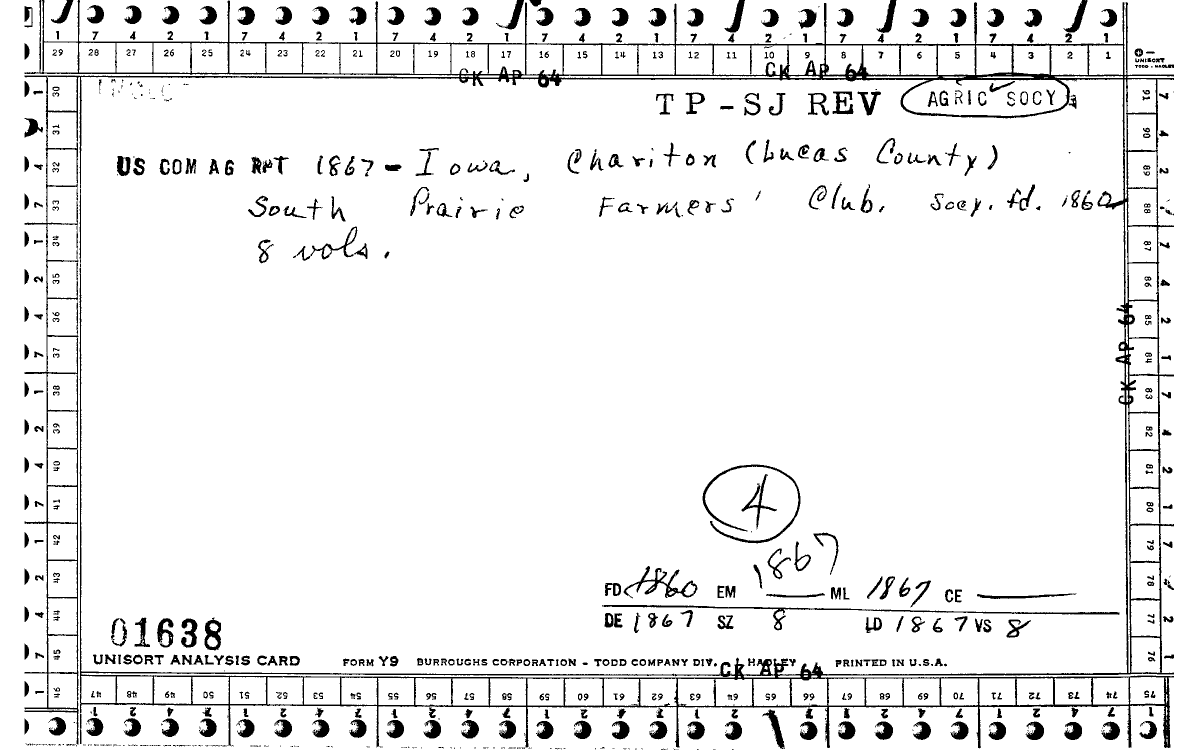 7 4 2 1 7 4 2 1 7 4 2 1 7 4 2 1 7 4 2 1 7 4 2 1 7 4 2 1
29 28 27 26 25 24 23 22 21 20 19 18 17 16 15 14 13 12 11 10 9 8 7 6 5 4 3 2 1
UNISORT
CK AP 64 CK AP 64
TP-SJ REV AGRIC SOCY
US COM AG RPT 1867 - Iowa, Chariton (Lucas County)
South Prairie Farmers' Club. Socy. fd. 1860
8 vols.
30 31 32 33 34 35 36 37 38 39 40 41 42 43 44 45 46
91 90 89 88 87 86 85 84 83 82 81 80 79 78 77 76
CK AP 64
4
1867
FD 1860 EM ML 1867 CE
DE 1867 SZ 8 LD 1867 VS 8
01638
UNISORT ANALYSIS CARD FORM Y9 BURROUGHS CORPORATION - TODD COMPANY DIV. HADLEY PRINTED IN U.S.A.
CK AP 64
47 48 49 50 51 52 53 54 55 56 57 58 59 60 61 62 63 64 65 66 67 68 69 70 71 72 73 74 75